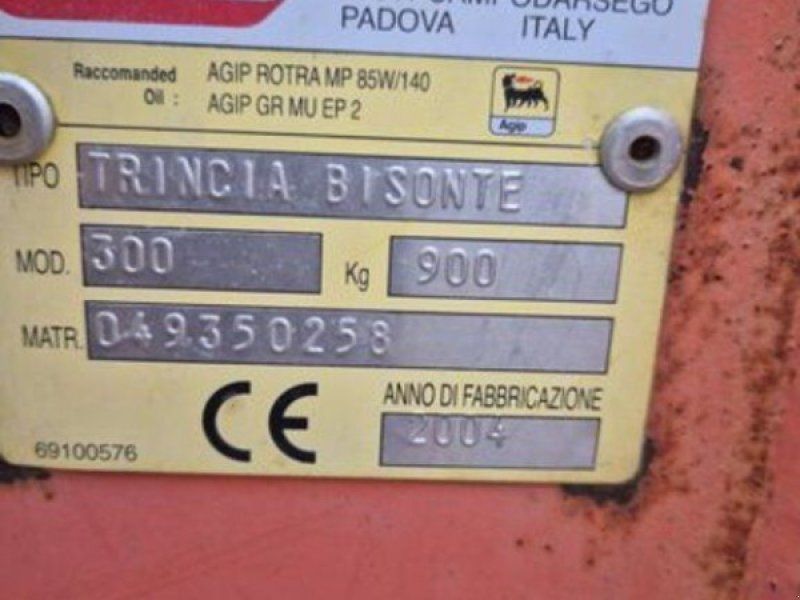 CAMPODARSEGO
PADOVA ITALY
Raccomanded AGIP ROTRA MP 85W/140
Oil : AGIP GR MU EP 2
Agip
TIPO TRINCIA BISONTE
MOD. 300 Kg 900
MATR. 049350258
CE ANNO DI FABBRICAZIONE
2004
69100576